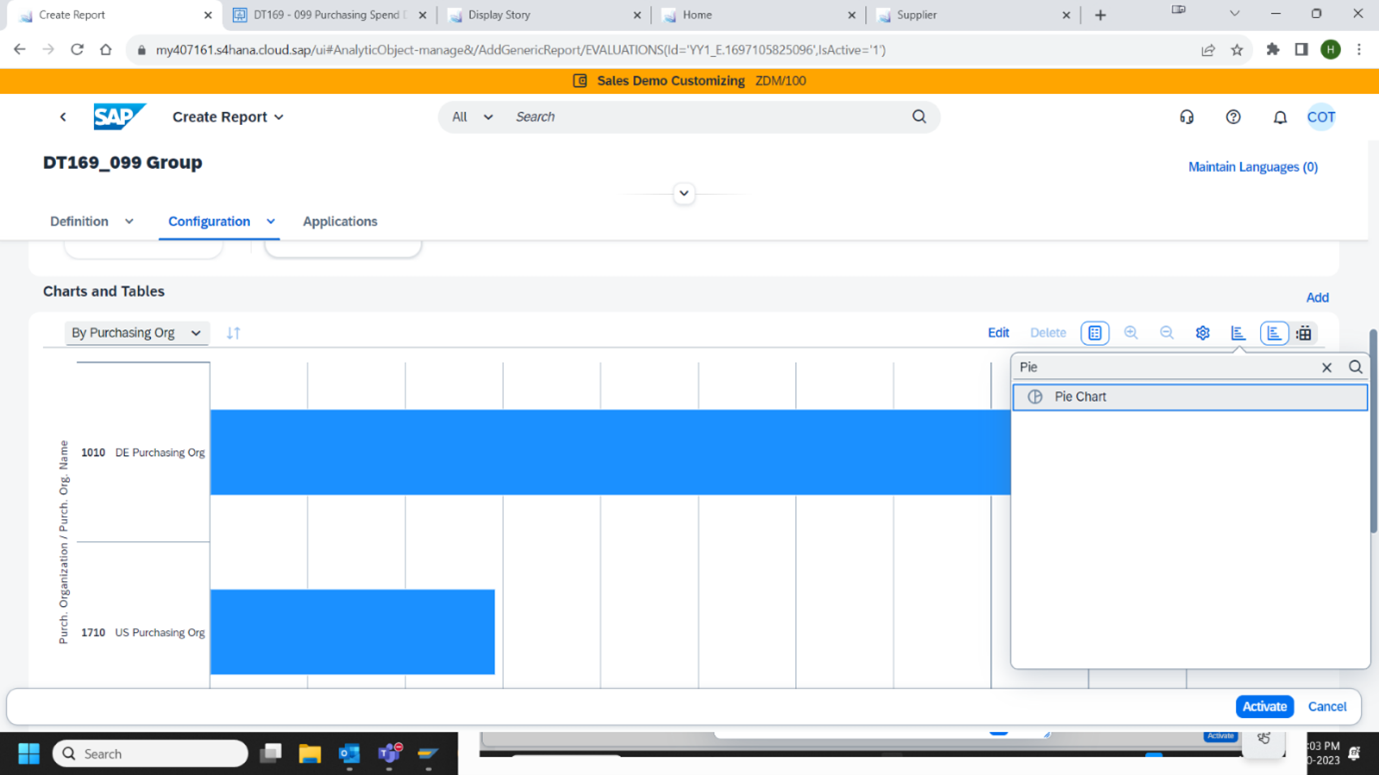 Create Report
DT169 - 099 Purchasing Spend
Display Story
Home
Supplier
my407161.s4hana.cloud.sap/ui#AnalyticObject-manage&/AddGenericReport/EVALUATIONS(Id='YY1_E.1697105825096',IsActive='1')
H
Sales Demo Customizing ZDM/100
SAP
Create Report
All
Search
COT
DT169_099 Group
Maintain Languages (0)
Definition
Configuration
Applications
Charts and Tables
Add
By Purchasing Org
Edit
Delete
Pie
Pie Chart
Purch. Organization / Purch. Org. Name
1010 DE Purchasing Org
1710 US Purchasing Org
Activate
Cancel
Search
Activate
:03 PM
0-2023